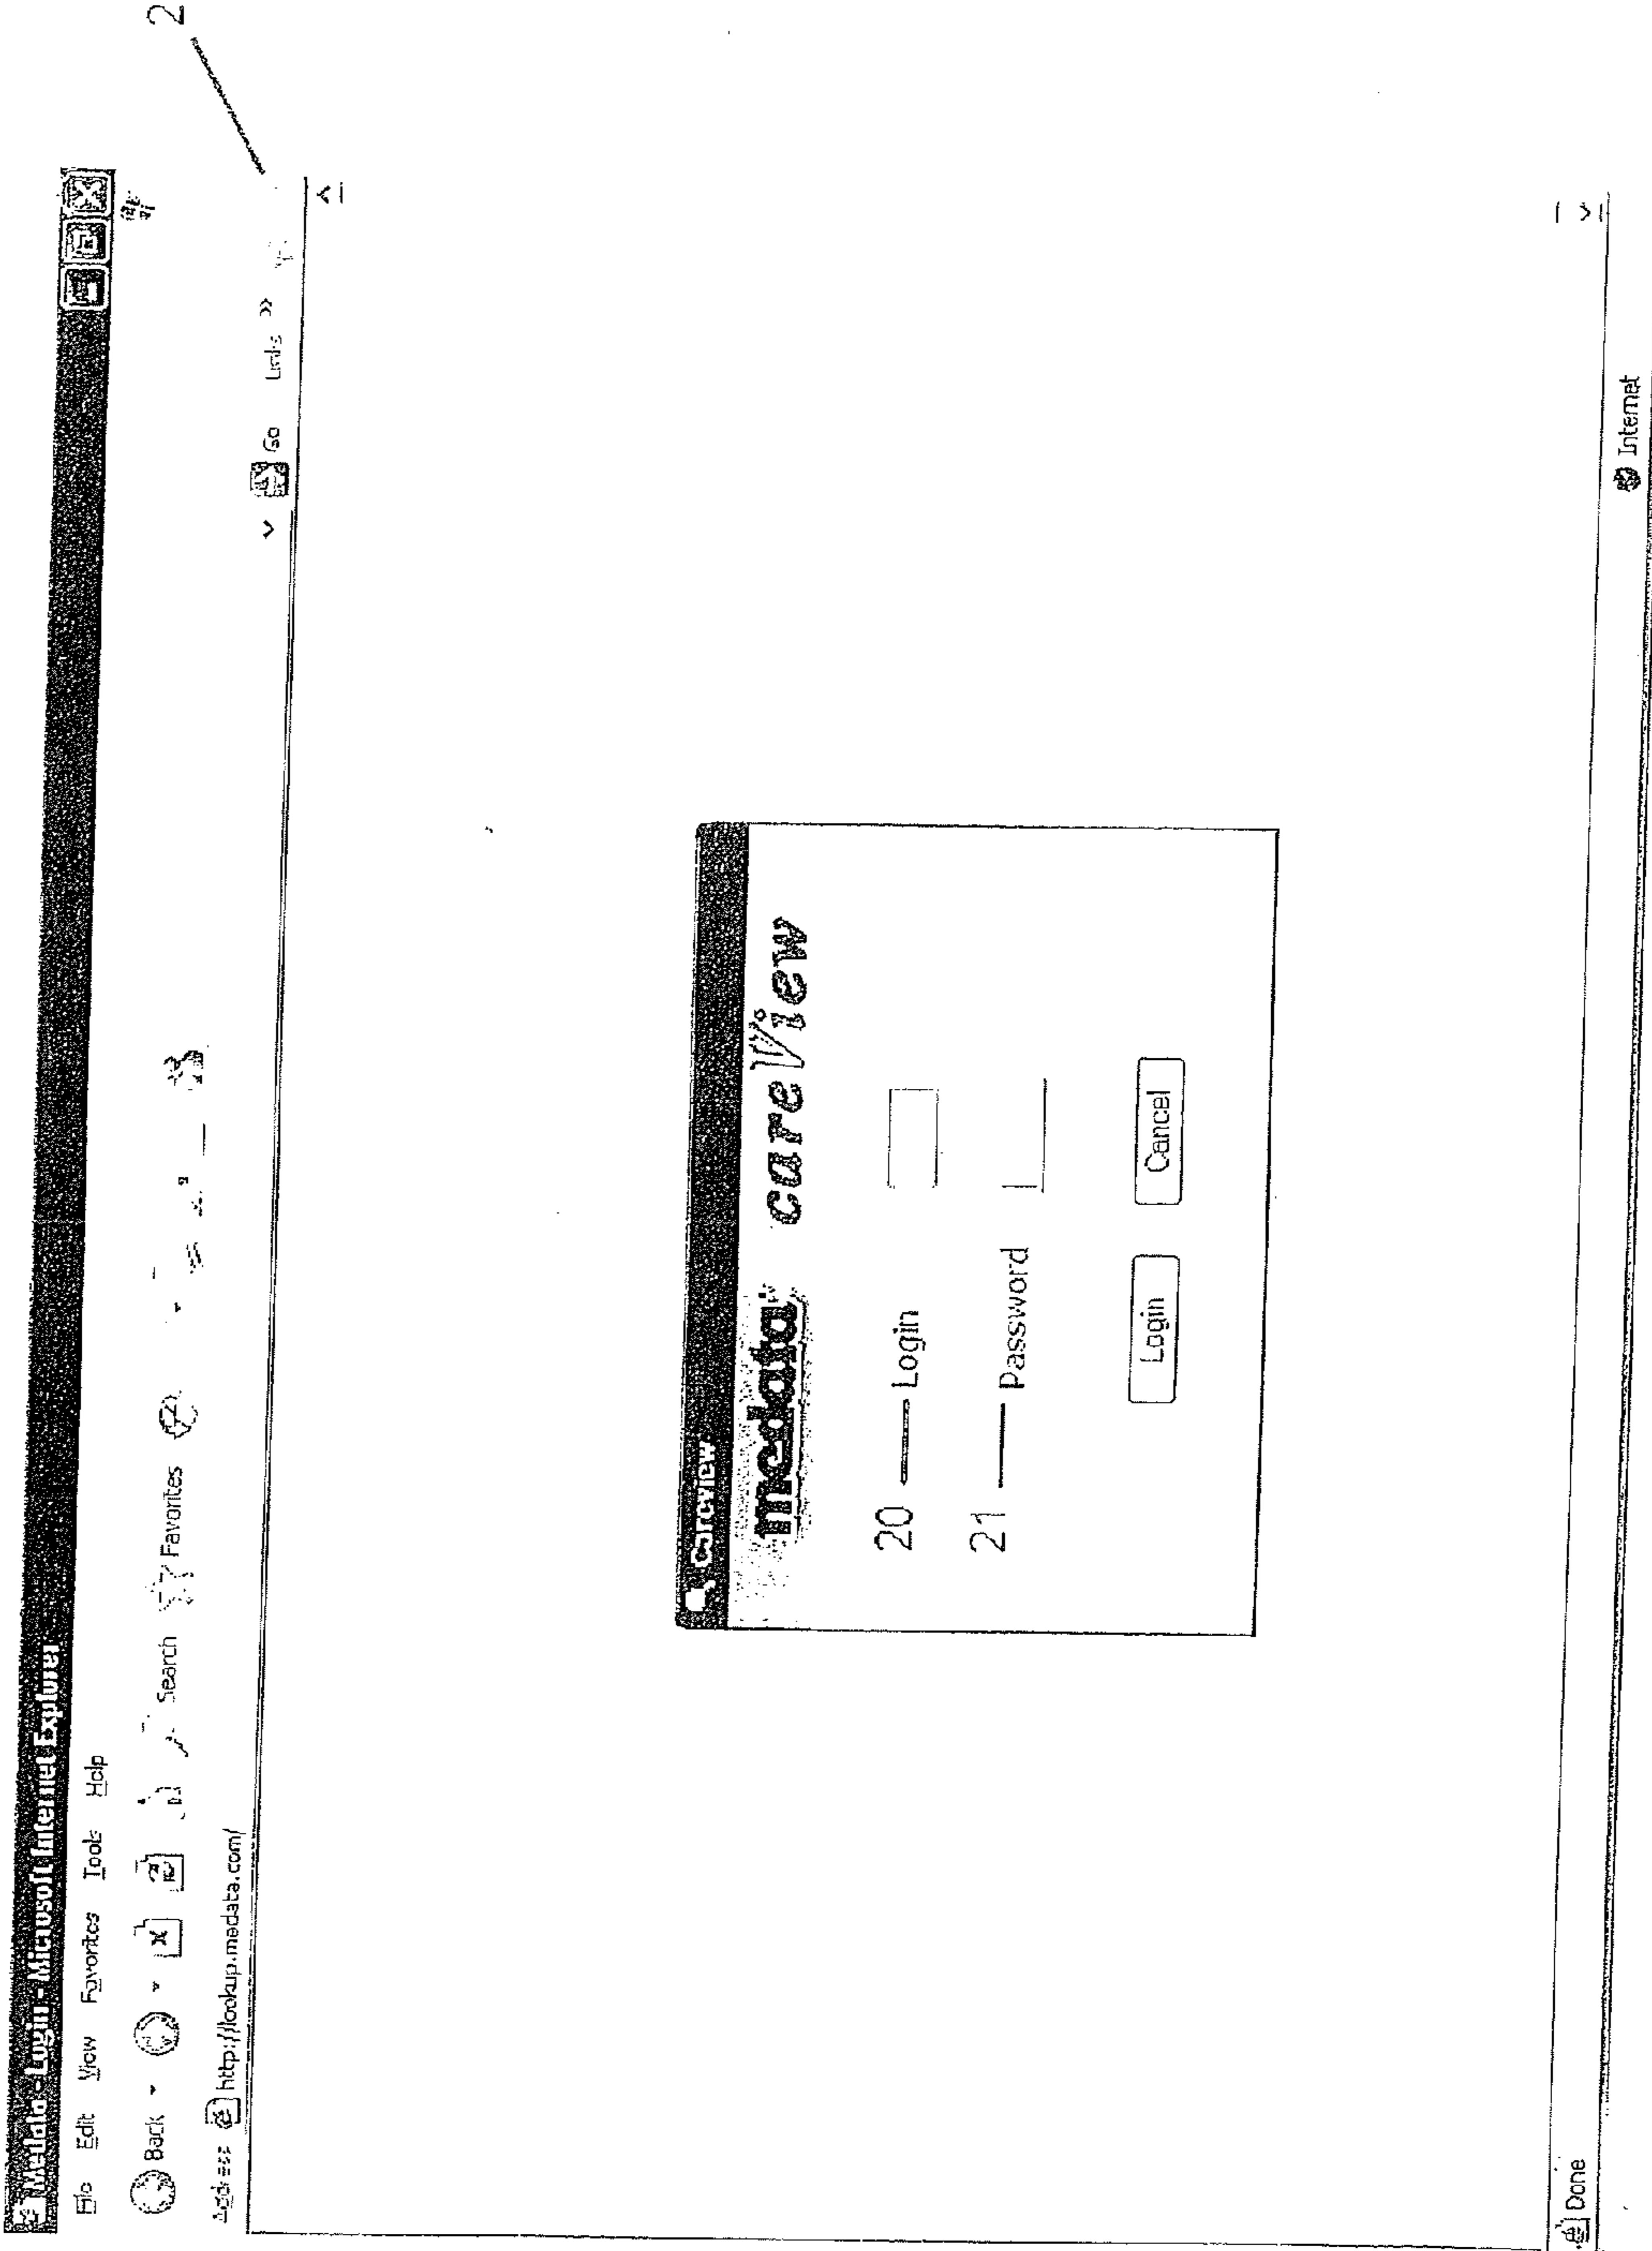 2
Medata - Login - Microsoft Internet Explorer
File Edit View Favorites Tools Help
Back Search Favorites
Address http://lookup.medata.com/ Go Links »
careview
medata careView
20 Login
21 Password
Login Cancel
Done Internet